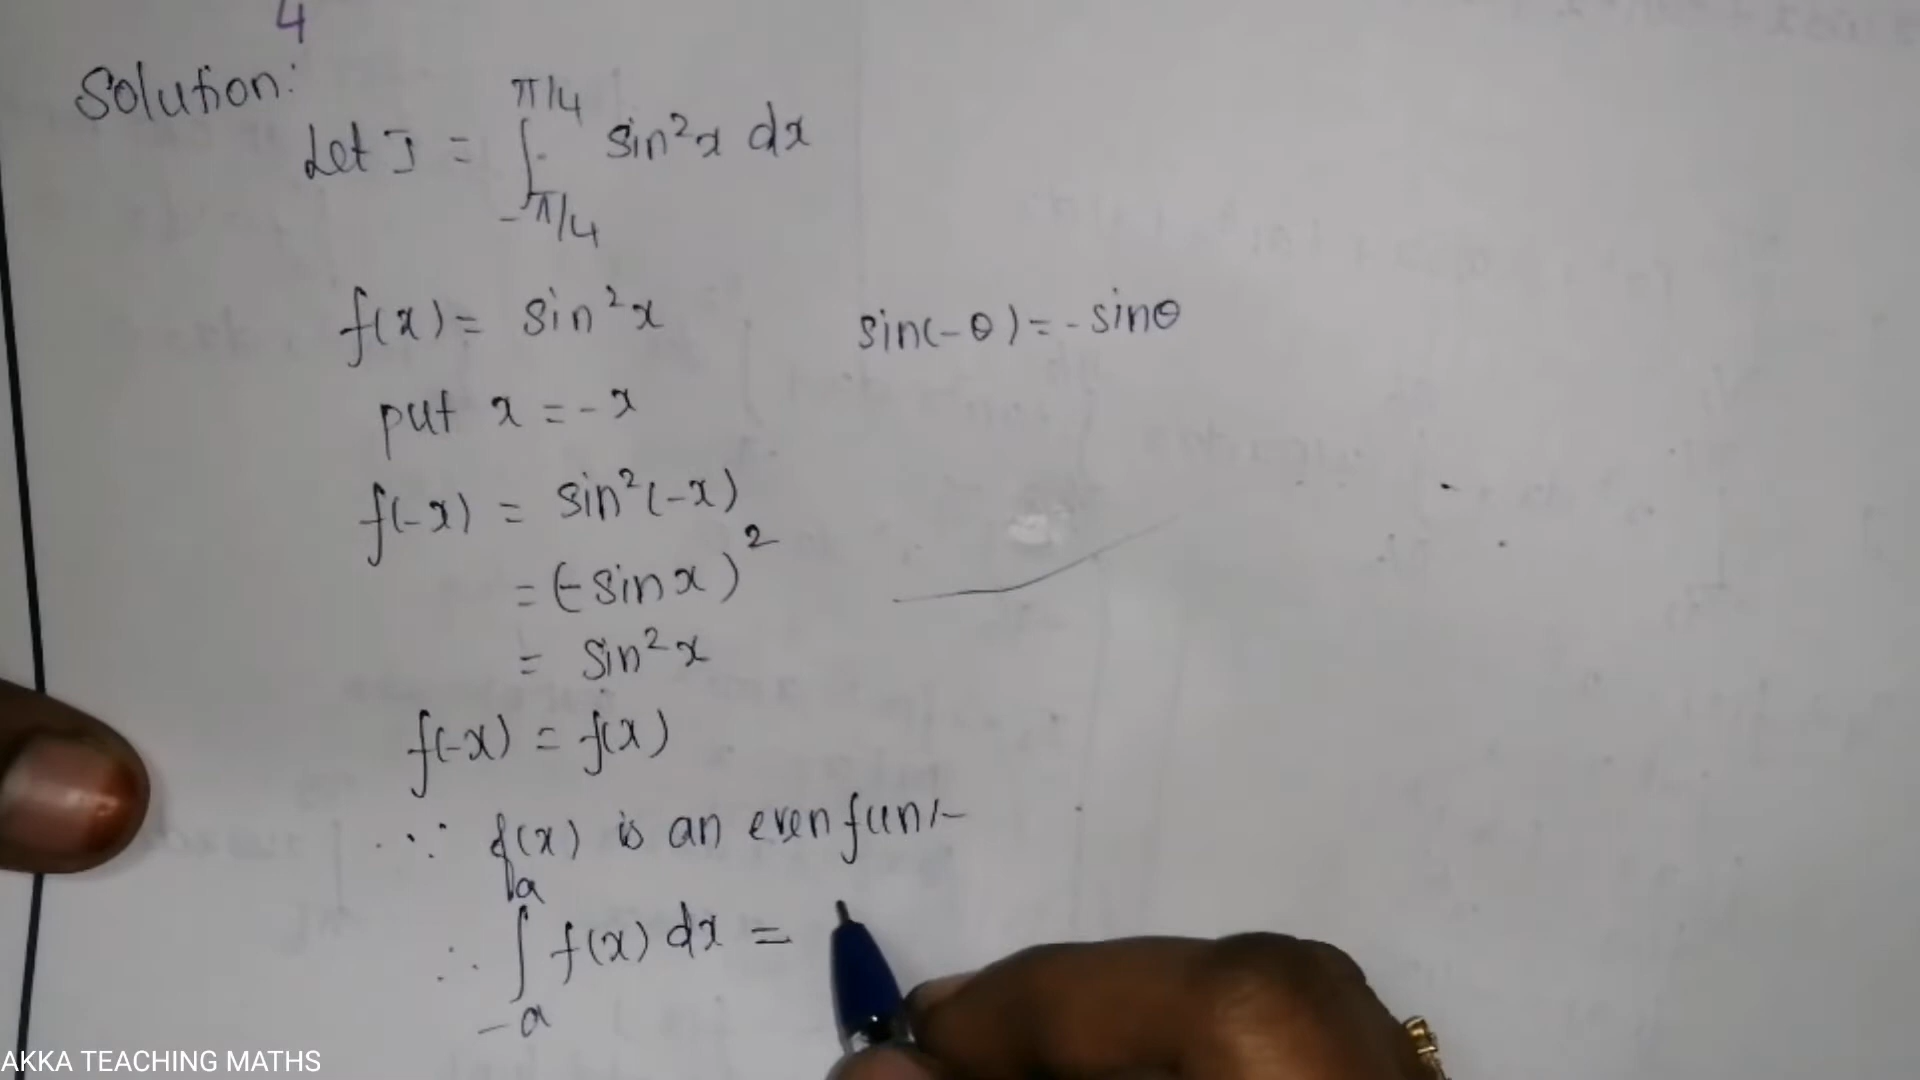 4
Solution:
Let I = ∫_{-π/4}^{π/4} sin²x dx
f(x) = sin²x    sin(-θ) = -sinθ
put x = -x
f(-x) = sin²(-x)
= (-sin x)²
= sin²x
f(-x) = f(x)
∵ f(x) is an even fun/-
∴ ∫_{-a}^{a} f(x) dx =
AKKA TEACHING MATHS